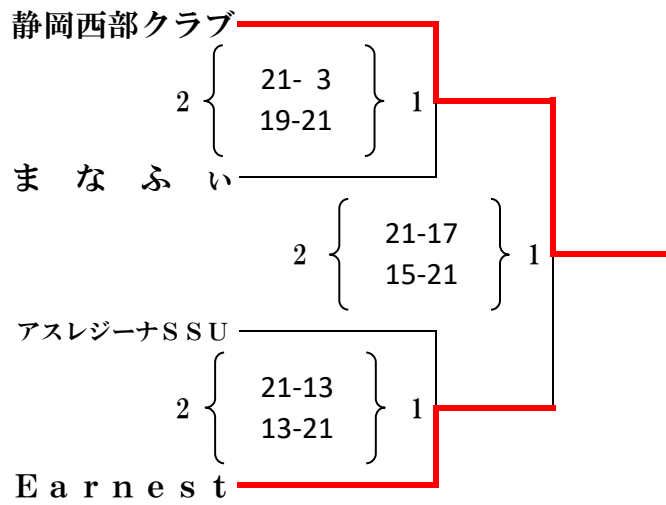 静岡西部クラブ
2 { 21- 3 } 1
19-21
まなふぃ
2 { 21-17 } 1
15-21
アスレジーナＳＳＵ
2 { 21-13 } 1
13-21
Earnest